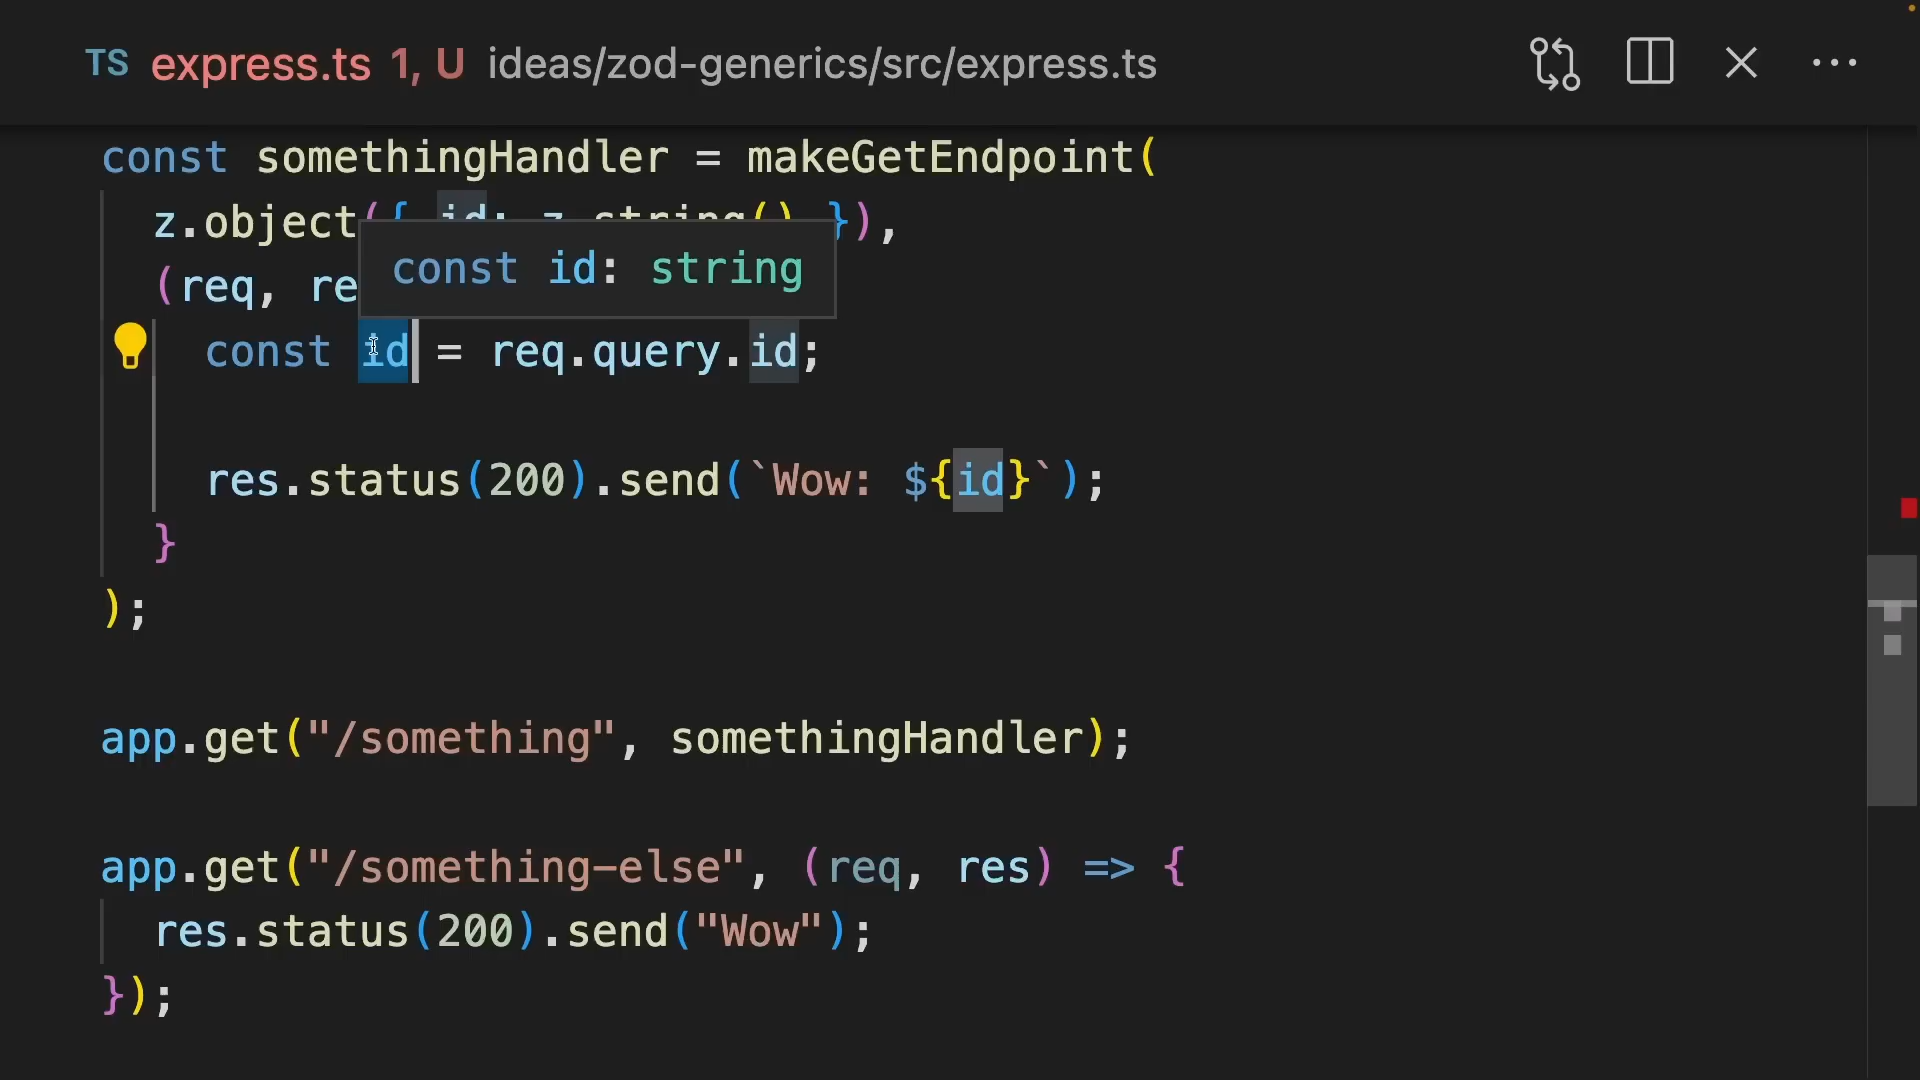 TS express.ts 1, U ideas/zod-generics/src/express.ts
const somethingHandler = makeGetEndpoint(
z.object({ id: z.string() }),
const id: string
(req, re
const id = req.query.id;
res.status(200).send(`Wow: ${id}`);
}
);
app.get("/something", somethingHandler);
app.get("/something-else", (req, res) => {
res.status(200).send("Wow");
});